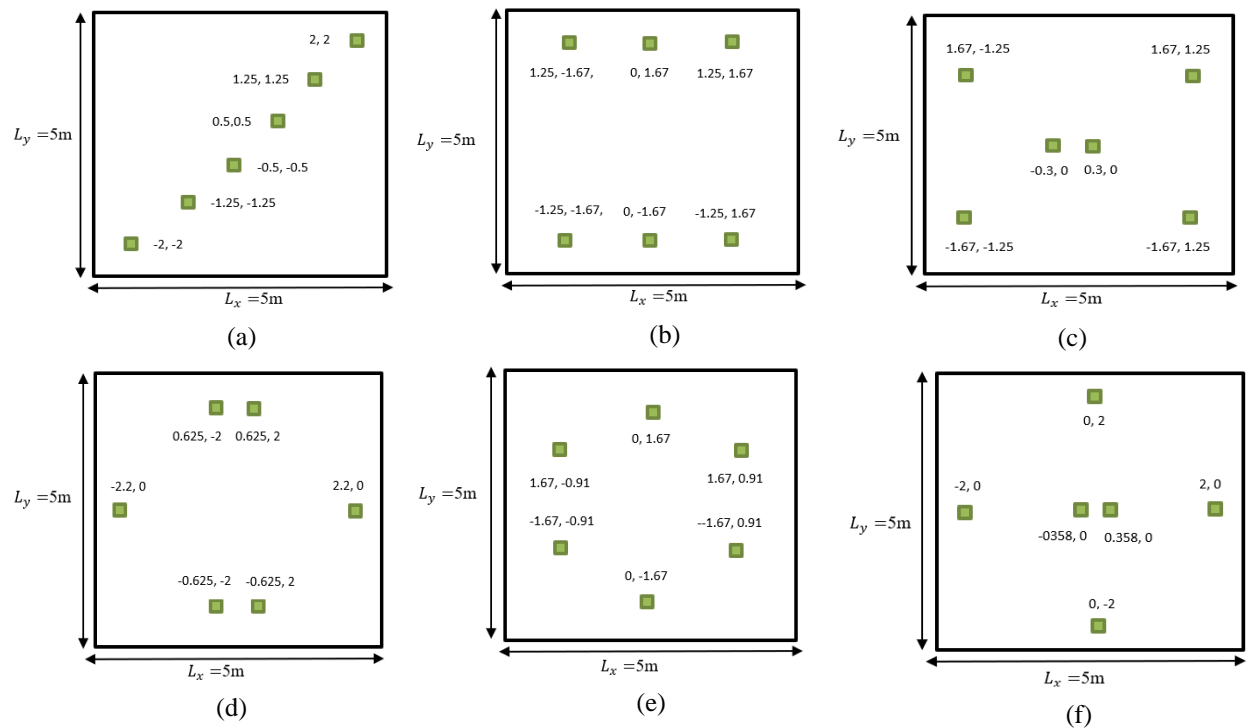 2, 2
1.25, 1.25
0.5,0.5
-0.5, -0.5
-1.25, -1.25
-2, -2
L_y =5m
L_x =5m
(a)
1.25, -1.67, 0, 1.67 1.25, 1.67
L_y =5m
-1.25, -1.67, 0, -1.67 -1.25, 1.67
L_x =5m
(b)
1.67, -1.25 1.67, 1.25
L_y =5m
-0.3, 0 0.3, 0
-1.67, -1.25 -1.67, 1.25
L_x =5m
(c)
0.625, -2 0.625, 2
-2.2, 0 2.2, 0
L_y =5m
-0.625, -2 -0.625, 2
L_x =5m
(d)
0, 1.67
1.67, -0.91 1.67, 0.91
L_y =5m
-1.67, -0.91 --1.67, 0.91
0, -1.67
L_x =5m
(e)
0, 2
-2, 0 2, 0
L_y =5m
-0358, 0 0.358, 0
0, -2
L_x =5m
(f)